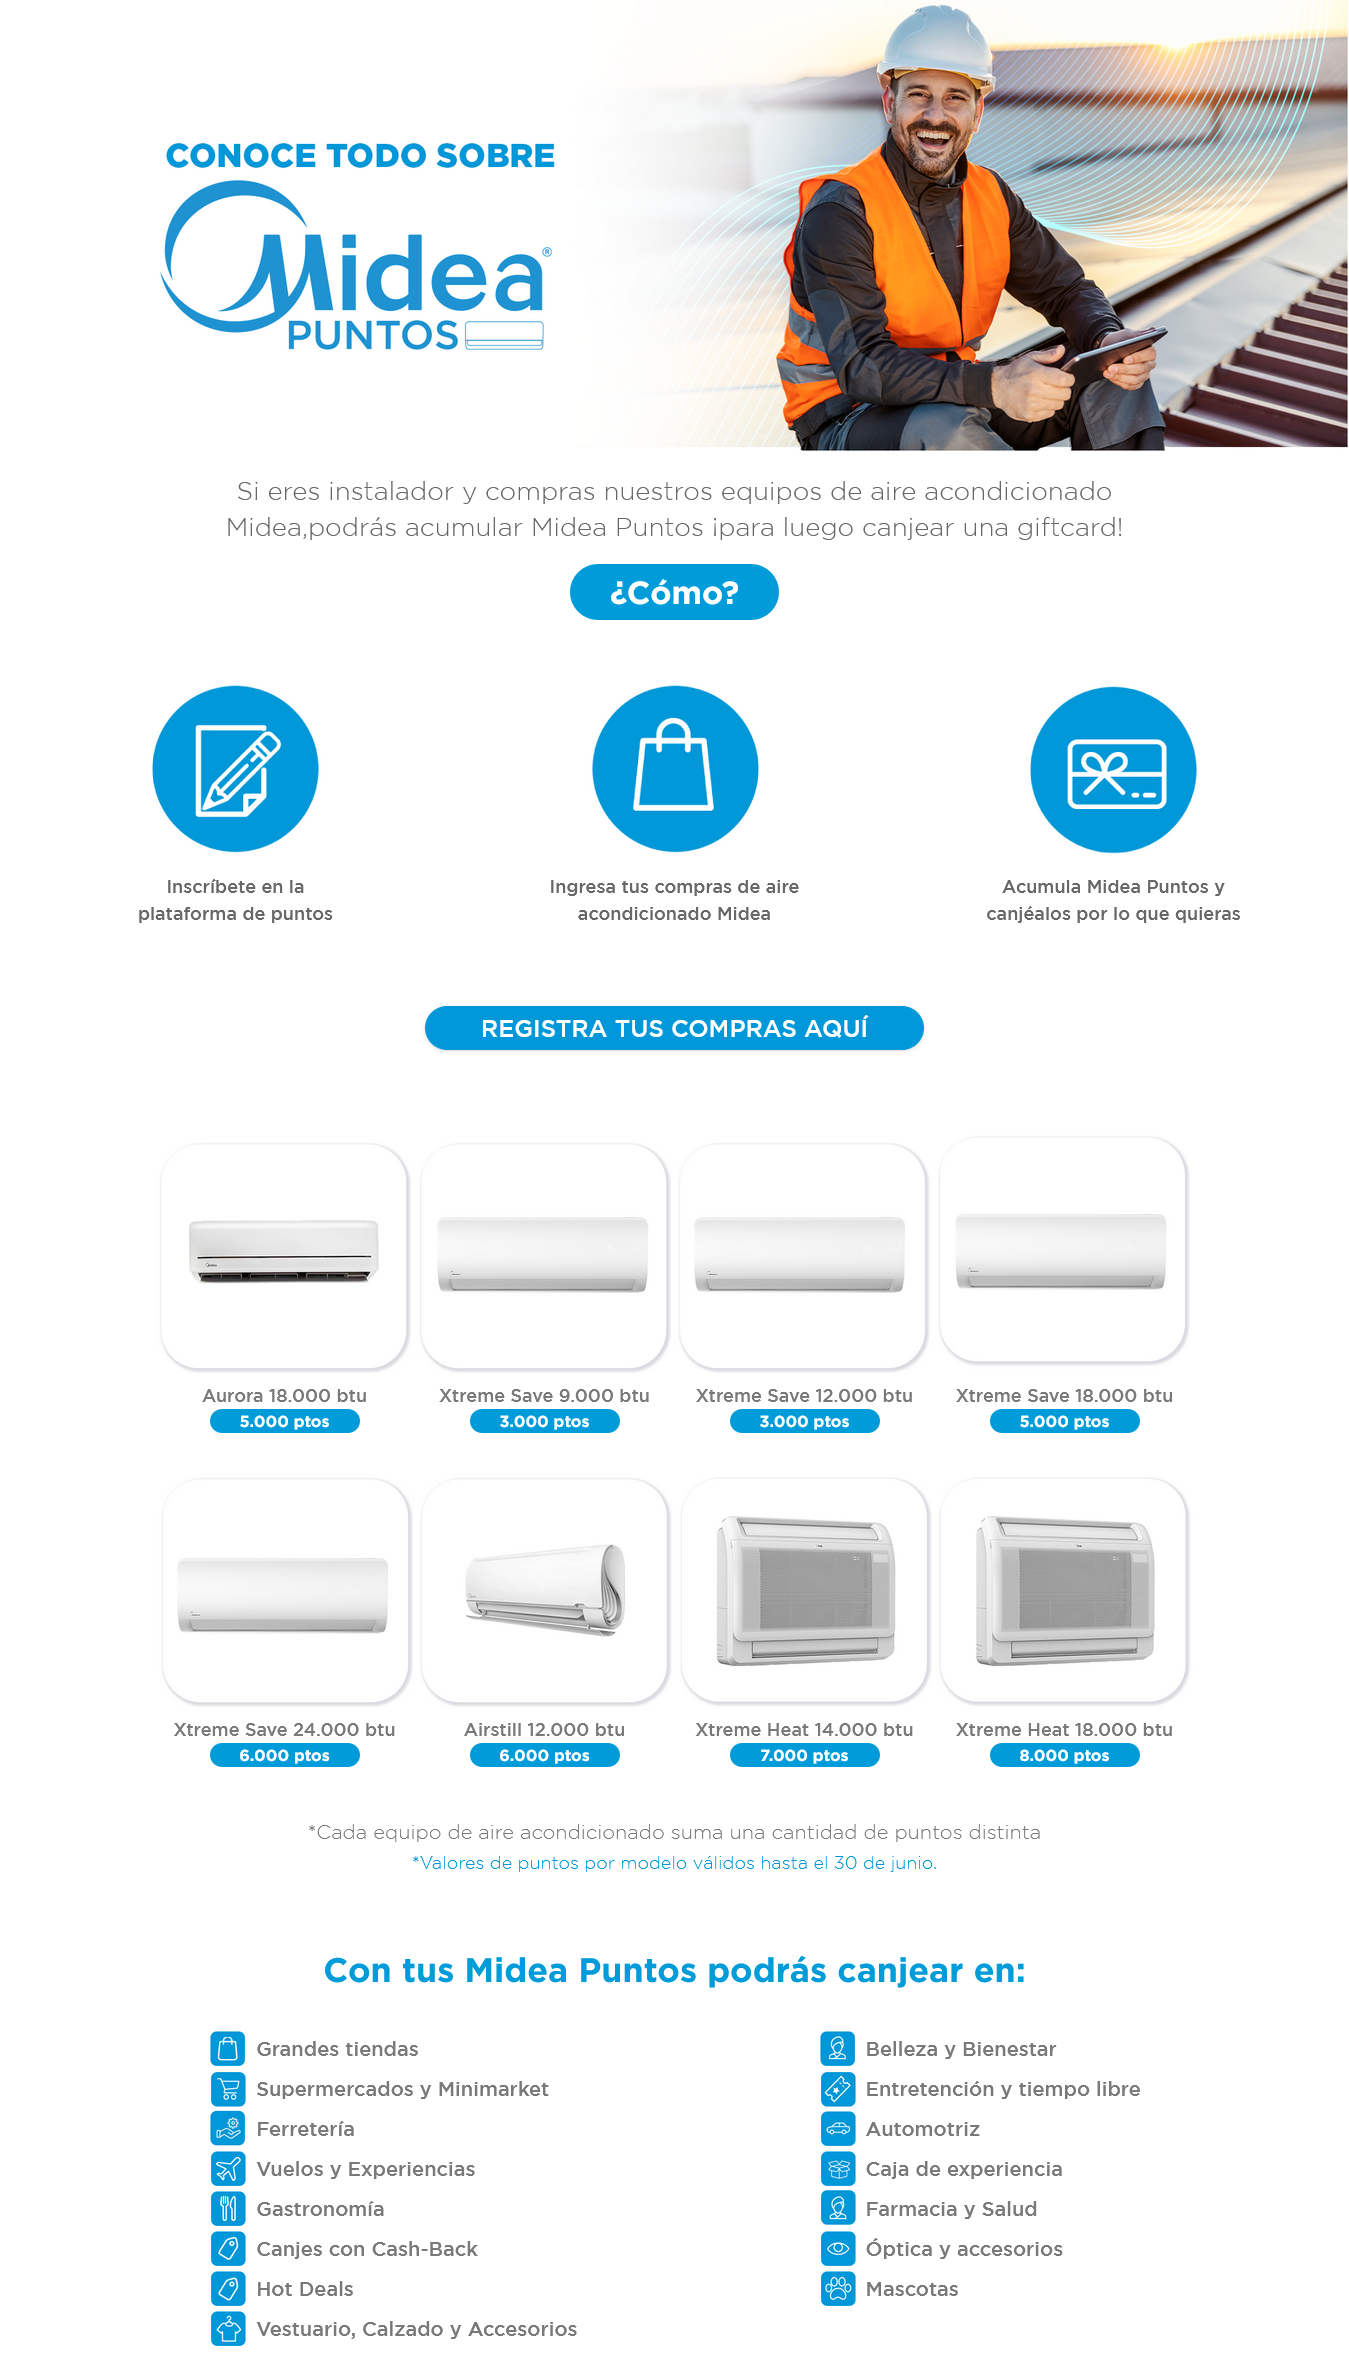 CONOCE TODO SOBRE
Midea®
PUNTOS
Si eres instalador y compras nuestros equipos de aire acondicionado
Midea,podrás acumular Midea Puntos ¡para luego canjear una giftcard!
¿Cómo?
Inscríbete en la
plataforma de puntos
Ingresa tus compras de aire
acondicionado Midea
Acumula Midea Puntos y
canjéalos por lo que quieras
REGISTRA TUS COMPRAS AQUÍ
Aurora 18.000 btu
5.000 ptos
Xtreme Save 9.000 btu
3.000 ptos
Xtreme Save 12.000 btu
3.000 ptos
Xtreme Save 18.000 btu
5.000 ptos
Xtreme Save 24.000 btu
6.000 ptos
Airstill 12.000 btu
6.000 ptos
Xtreme Heat 14.000 btu
7.000 ptos
Xtreme Heat 18.000 btu
8.000 ptos
*Cada equipo de aire acondicionado suma una cantidad de puntos distinta
*Valores de puntos por modelo válidos hasta el 30 de junio.
Con tus Midea Puntos podrás canjear en:
Grandes tiendas
Supermercados y Minimarket
Ferretería
Vuelos y Experiencias
Gastronomía
Canjes con Cash-Back
Hot Deals
Vestuario, Calzado y Accesorios
Belleza y Bienestar
Entretención y tiempo libre
Automotriz
Caja de experiencia
Farmacia y Salud
Óptica y accesorios
Mascotas